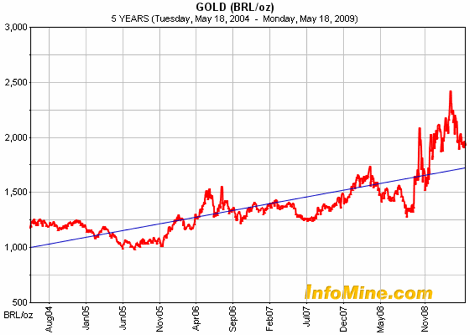 GOLD (BRL/oz)
5 YEARS (Tuesday, May 18, 2004 - Monday, May 18, 2009)
3,000
2,500
2,000
1,500
1,000
500
InfoMine.com
BRL/oz
Aug04 Jan05 Jun05 Nov05 Apr06 Sep06 Feb07 Jul07 Dec07 May08 Nov08